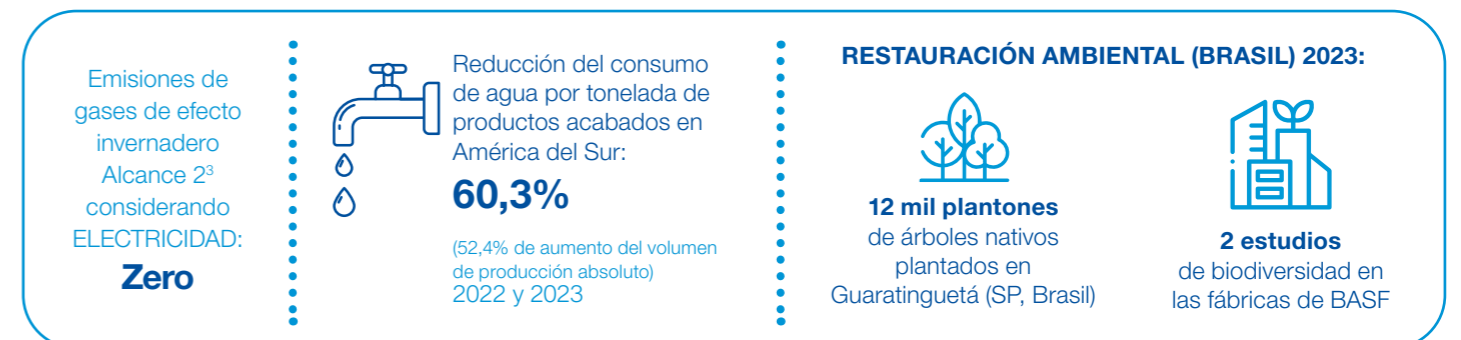 Emisiones de
gases de efecto
invernadero
Alcance 2³
considerando
ELECTRICIDAD:
Zero
Reducción del consumo
de agua por tonelada de
productos acabados en
América del Sur:
60,3%
(52,4% de aumento del volumen
de producción absoluto)
2022 y 2023
RESTAURACIÓN AMBIENTAL (BRASIL) 2023:
12 mil plantones
de árboles nativos
plantados en
Guaratinguetá (SP, Brasil)
2 estudios
de biodiversidad en
las fábricas de BASF